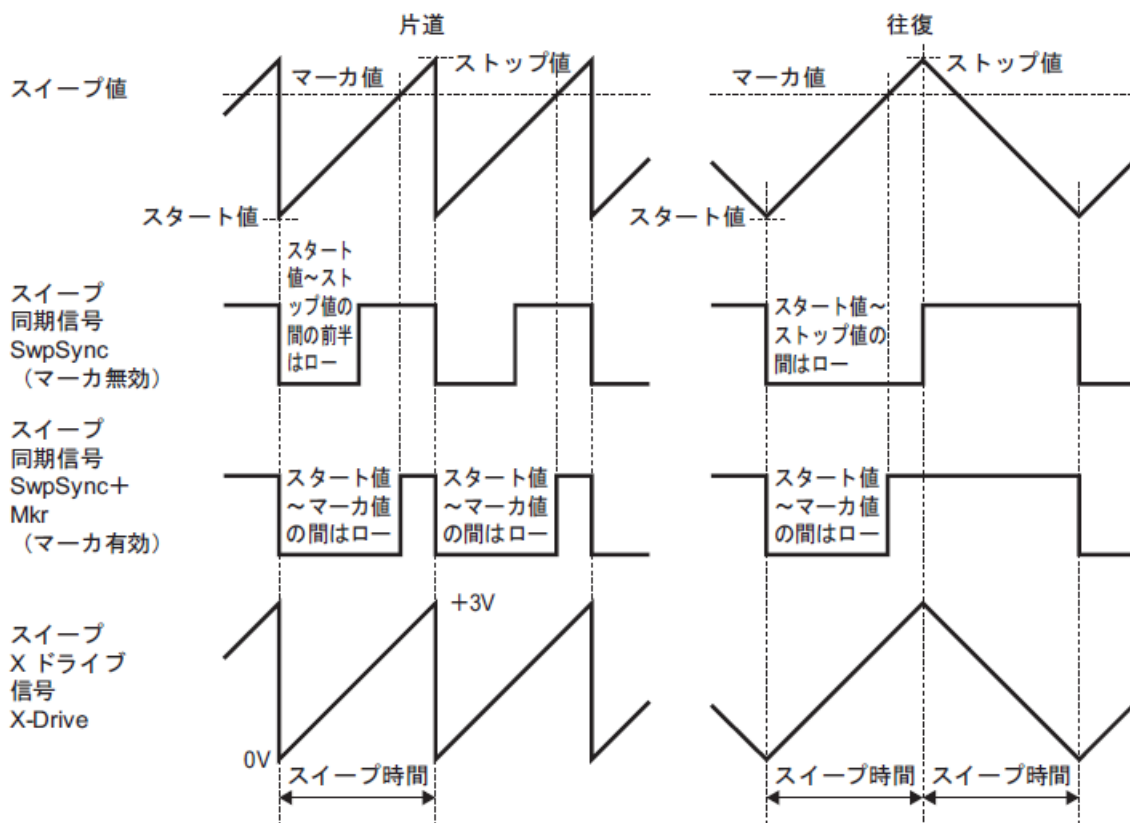 片道
往復
スイープ値
マーカ値
ストップ値
マーカ値
ストップ値
スタート値
スタート値
スイープ
同期信号
SwpSync
（マーカ無効）
スタート
値～スト
ップ値の
間の前半
はロー
スタート値～
ストップ値の
間はロー
スイープ
同期信号
SwpSync＋
Mkr
（マーカ有効）
スタート値
～マーカ値
の間はロー
スタート値
～マーカ値
の間はロー
スタート値
～マーカ値
の間はロー
スイープ
X ドライブ
信号
X-Drive
＋3V
0V
スイープ時間
スイープ時間
スイープ時間